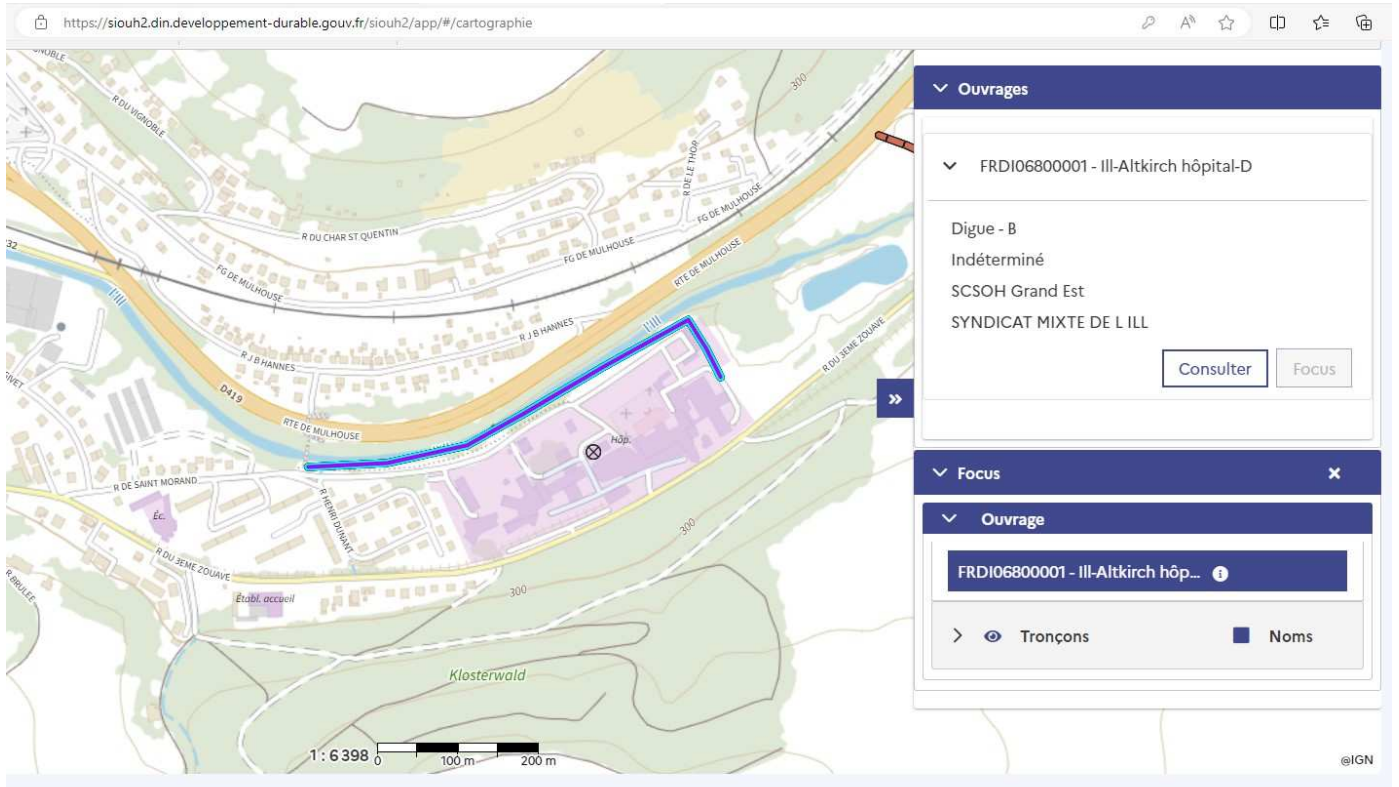 https://siouh2.din.developpement-durable.gouv.fr/siouh2/app/#/cartographie
R DU VIGNOBLE
300
R DE LE THOR
FG DE MULHOUSE
R DU CHAR ST QUENTIN
FG DE MULHOUSE
FG DE MULHOUSE
RTE DE MULHOUSE
l'Ill
R J B HANNES
l'Ill
R J B HANNES
R DU 3EME ZOUAVE
D419
RTE DE MULHOUSE
Hôp.
R DE SAINT MORAND
R HENRI DUNANT
Éc.
300
R DU 3EME ZOUAVE
R BRULEE
Établ. accueil
300
Klosterwald
1 : 6 398
0 100 m 200 m
@IGN
Ouvrages
FRDI06800001 - Ill-Altkirch hôpital-D
Digue - B
Indéterminé
SCSOH Grand Est
SYNDICAT MIXTE DE L ILL
Consulter Focus
»
Focus
Ouvrage
FRDI06800001 - Ill-Altkirch hôp...
Tronçons Noms